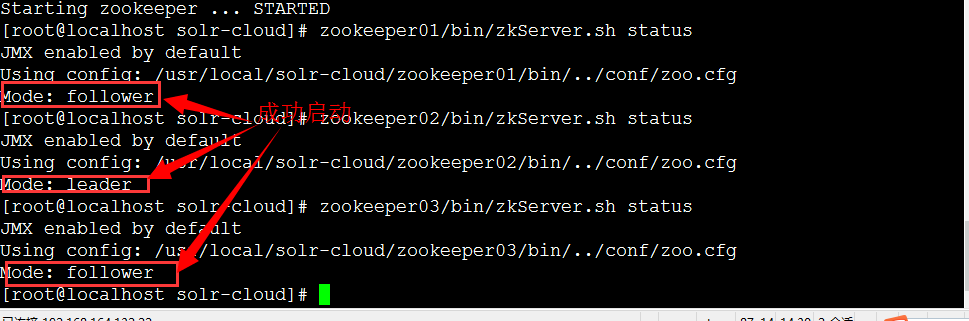 Starting zookeeper ... STARTED
[root@localhost solr-cloud]# zookeeper01/bin/zkServer.sh status
JMX enabled by default
Using config: /usr/local/solr-cloud/zookeeper01/bin/../conf/zoo.cfg
Mode: follower
成功启动
[root@localhost solr-cloud]# zookeeper02/bin/zkServer.sh status
JMX enabled by default
Using config: /usr/local/solr-cloud/zookeeper02/bin/../conf/zoo.cfg
Mode: leader
[root@localhost solr-cloud]# zookeeper03/bin/zkServer.sh status
JMX enabled by default
Using config: /usr/local/solr-cloud/zookeeper03/bin/../conf/zoo.cfg
Mode: follower
[root@localhost solr-cloud]#